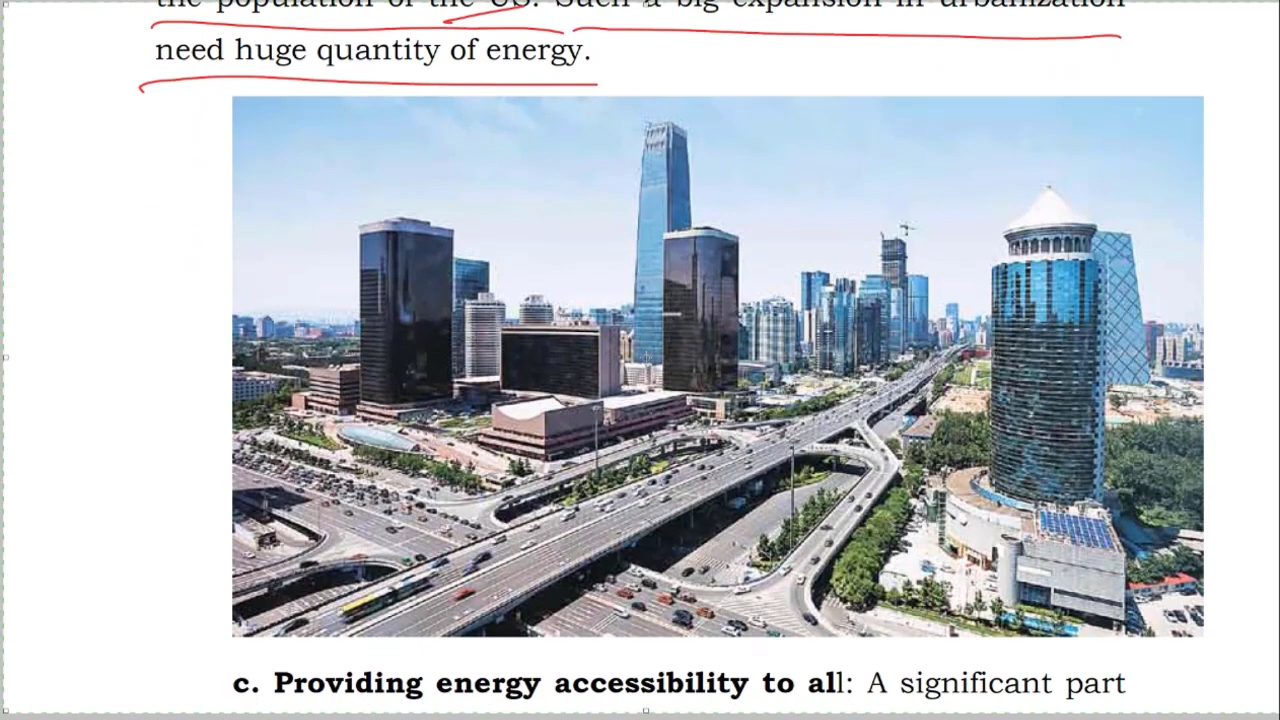 the population of the US. Such a big expansion in urbanization
need huge quantity of energy.
c. Providing energy accessibility to all: A significant part